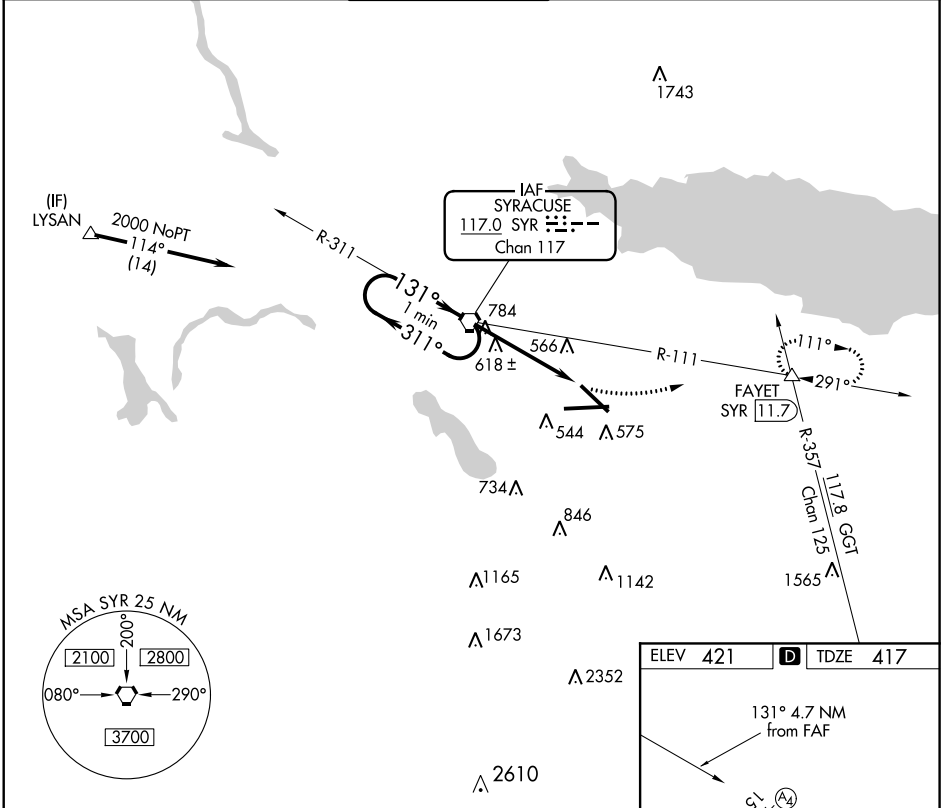 1743
(IF)
LYSAN
2000 NoPT
114°
(14)
IAF
SYRACUSE
117.0 SYR
Chan 117
R-311
131°
1 min
311°
784
618 ±
566
R-111
111°
291°
FAYET
SYR 11.7
544
575
R-357
117.8 GGT
Chan 125
734
846
1165
1142
1565
1673
2352
2610
MSA SYR 25 NM
200°
2100
2800
080°
290°
3700
ELEV 421 D TDZE 417
131° 4.7 NM
from FAF
15
A4